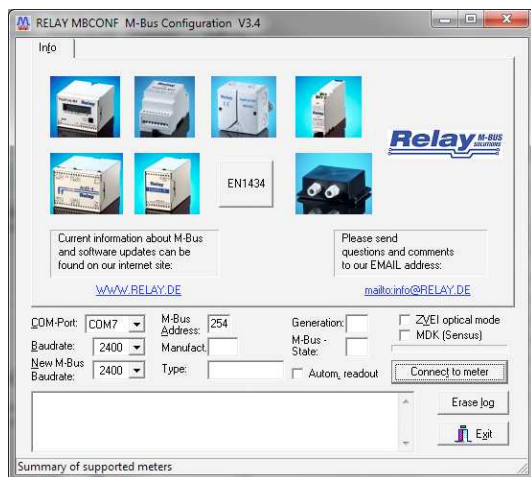 RELAY MBCONF M-Bus Configuration V3.4
Info
Relay
Relay
EN1434
Relay M-BUS SOLUTIONS
Current information about M-Bus
and software updates can be
found on our internet site:
WWW.RELAY.DE
Please send
questions and comments
to our EMAIL address:
mailto:info@RELAY.DE
COM-Port: COM7
M-Bus Address: 254
Generation:
ZVEI optical mode
MDK (Sensus)
Baudrate: 2400
Manufact.
M-Bus - State:
New M-Bus Baudrate: 2400
Type:
Autom. readout
Connect to meter
Erase log
Exit
Summary of supported meters